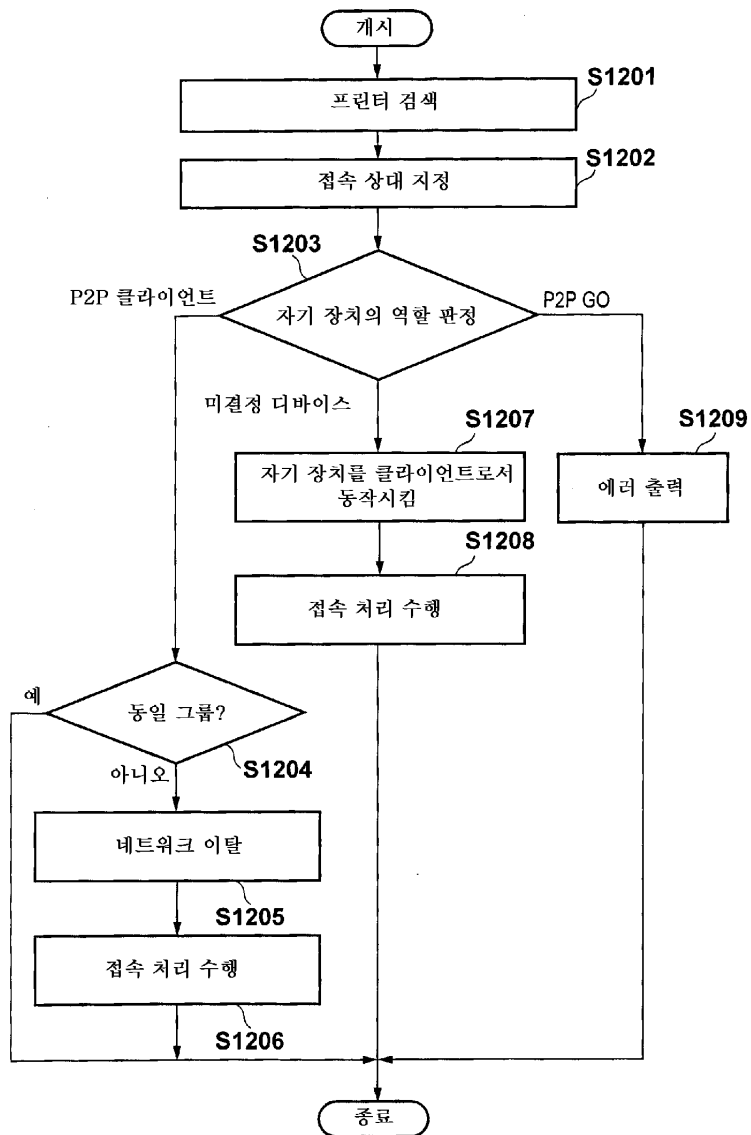 개시
S1201
프린터 검색
S1202
접속 상대 지정
S1203
P2P 클라이언트
자기 장치의 역할 판정
P2P GO
미결정 디바이스
S1207
S1209
자기 장치를 클라이언트로서
동작시킴
에러 출력
S1208
접속 처리 수행
예
동일 그룹?
S1204
아니오
네트워크 이탈
S1205
접속 처리 수행
S1206
종료